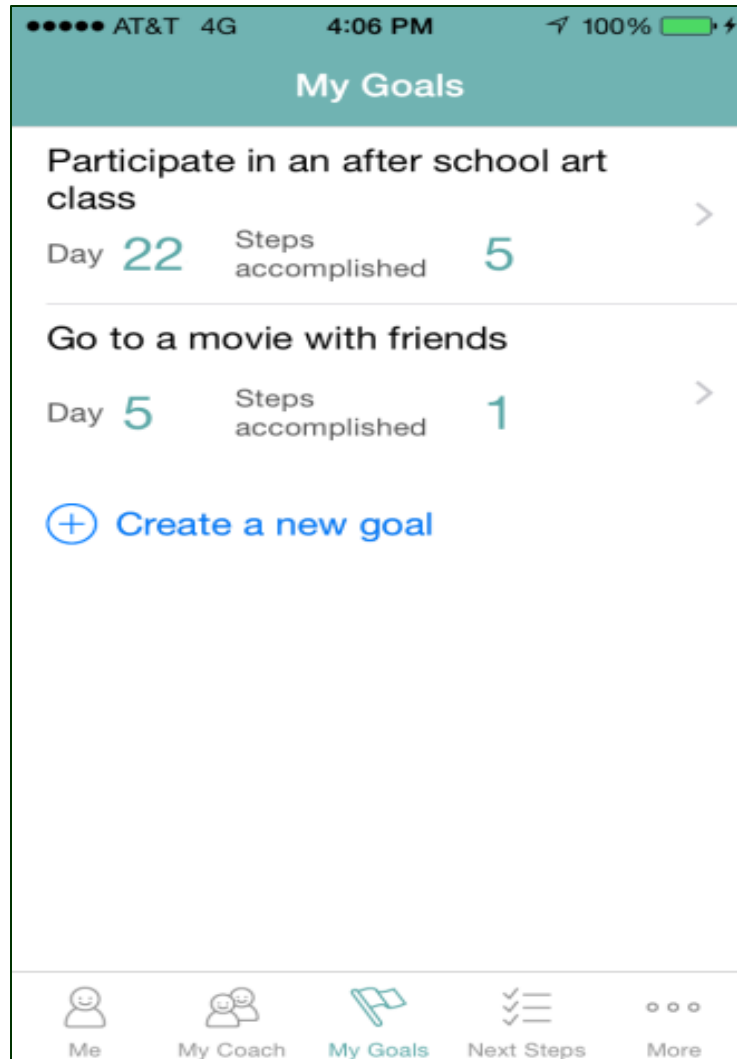 AT&T 4G 4:06 PM 100%
My Goals
Participate in an after school art
class
Day 22 Steps
accomplished 5
Go to a movie with friends
Day 5 Steps
accomplished 1
Create a new goal
Me My Coach My Goals Next Steps More